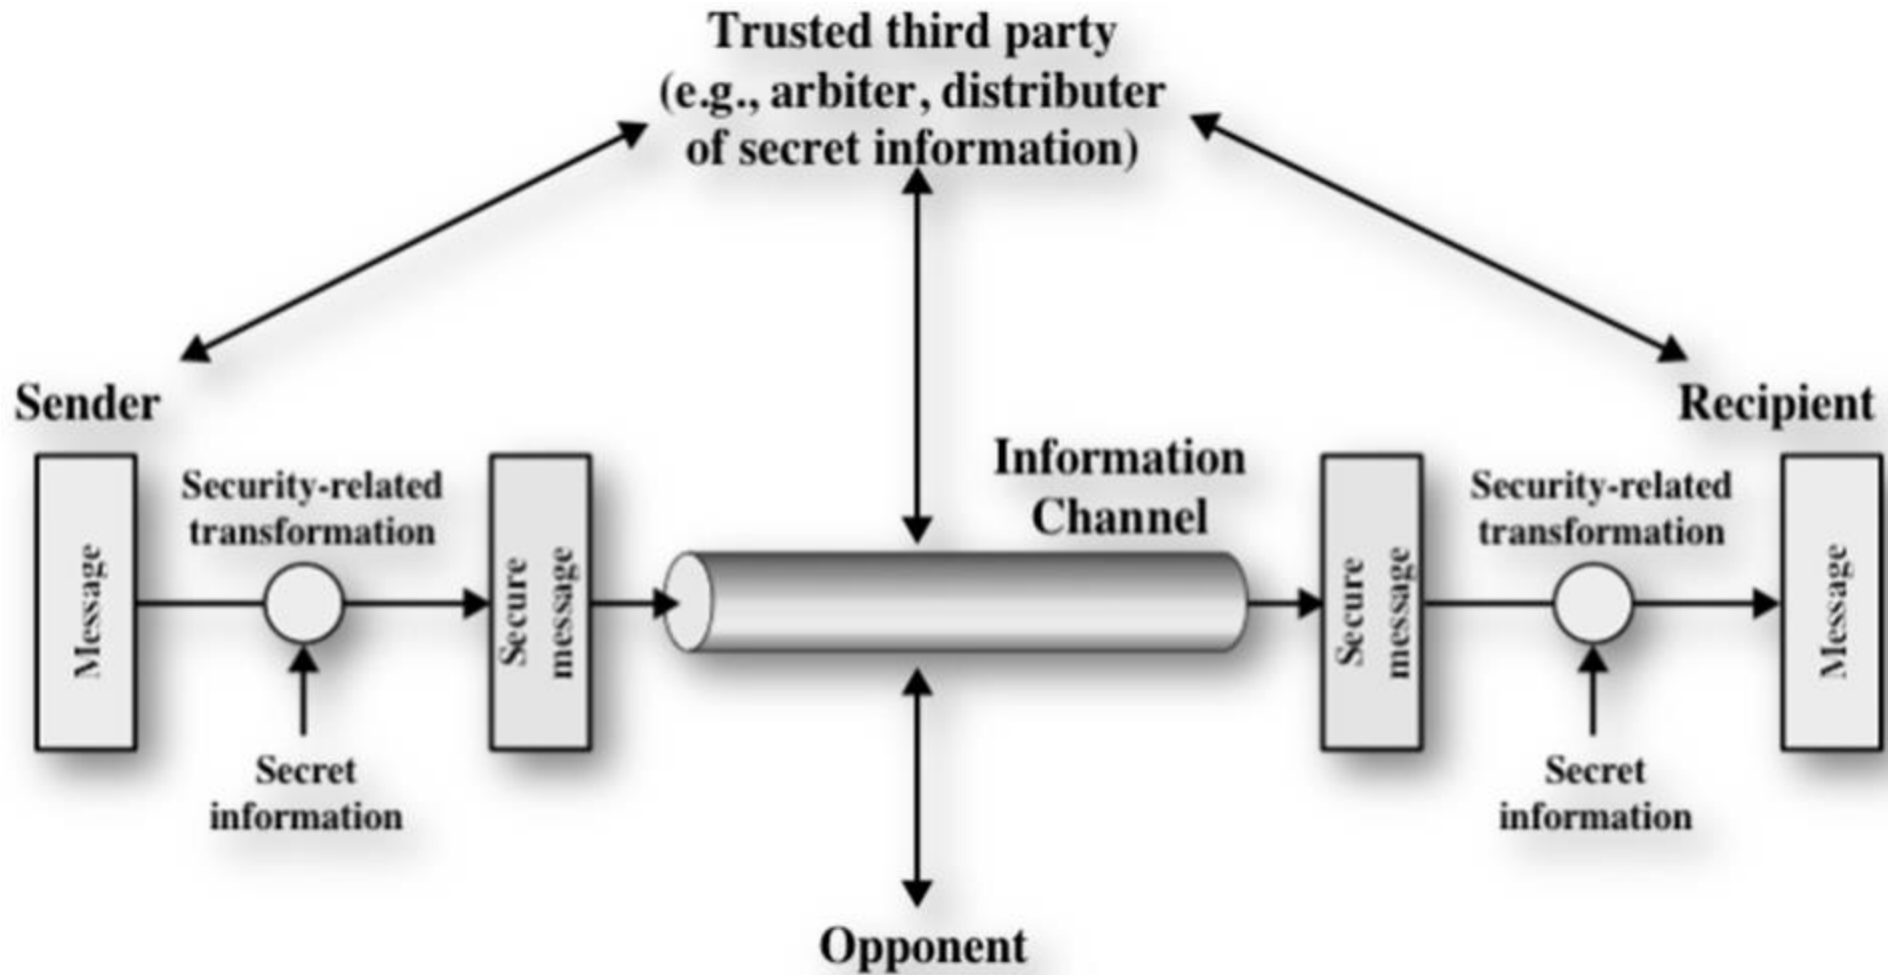 Trusted third party
(e.g., arbiter, distributer
of secret information)
Sender
Recipient
Information
Channel
Security-related
transformation
Security-related
transformation
Message
Secure
message
Secure
message
Message
Secret
information
Secret
information
Opponent